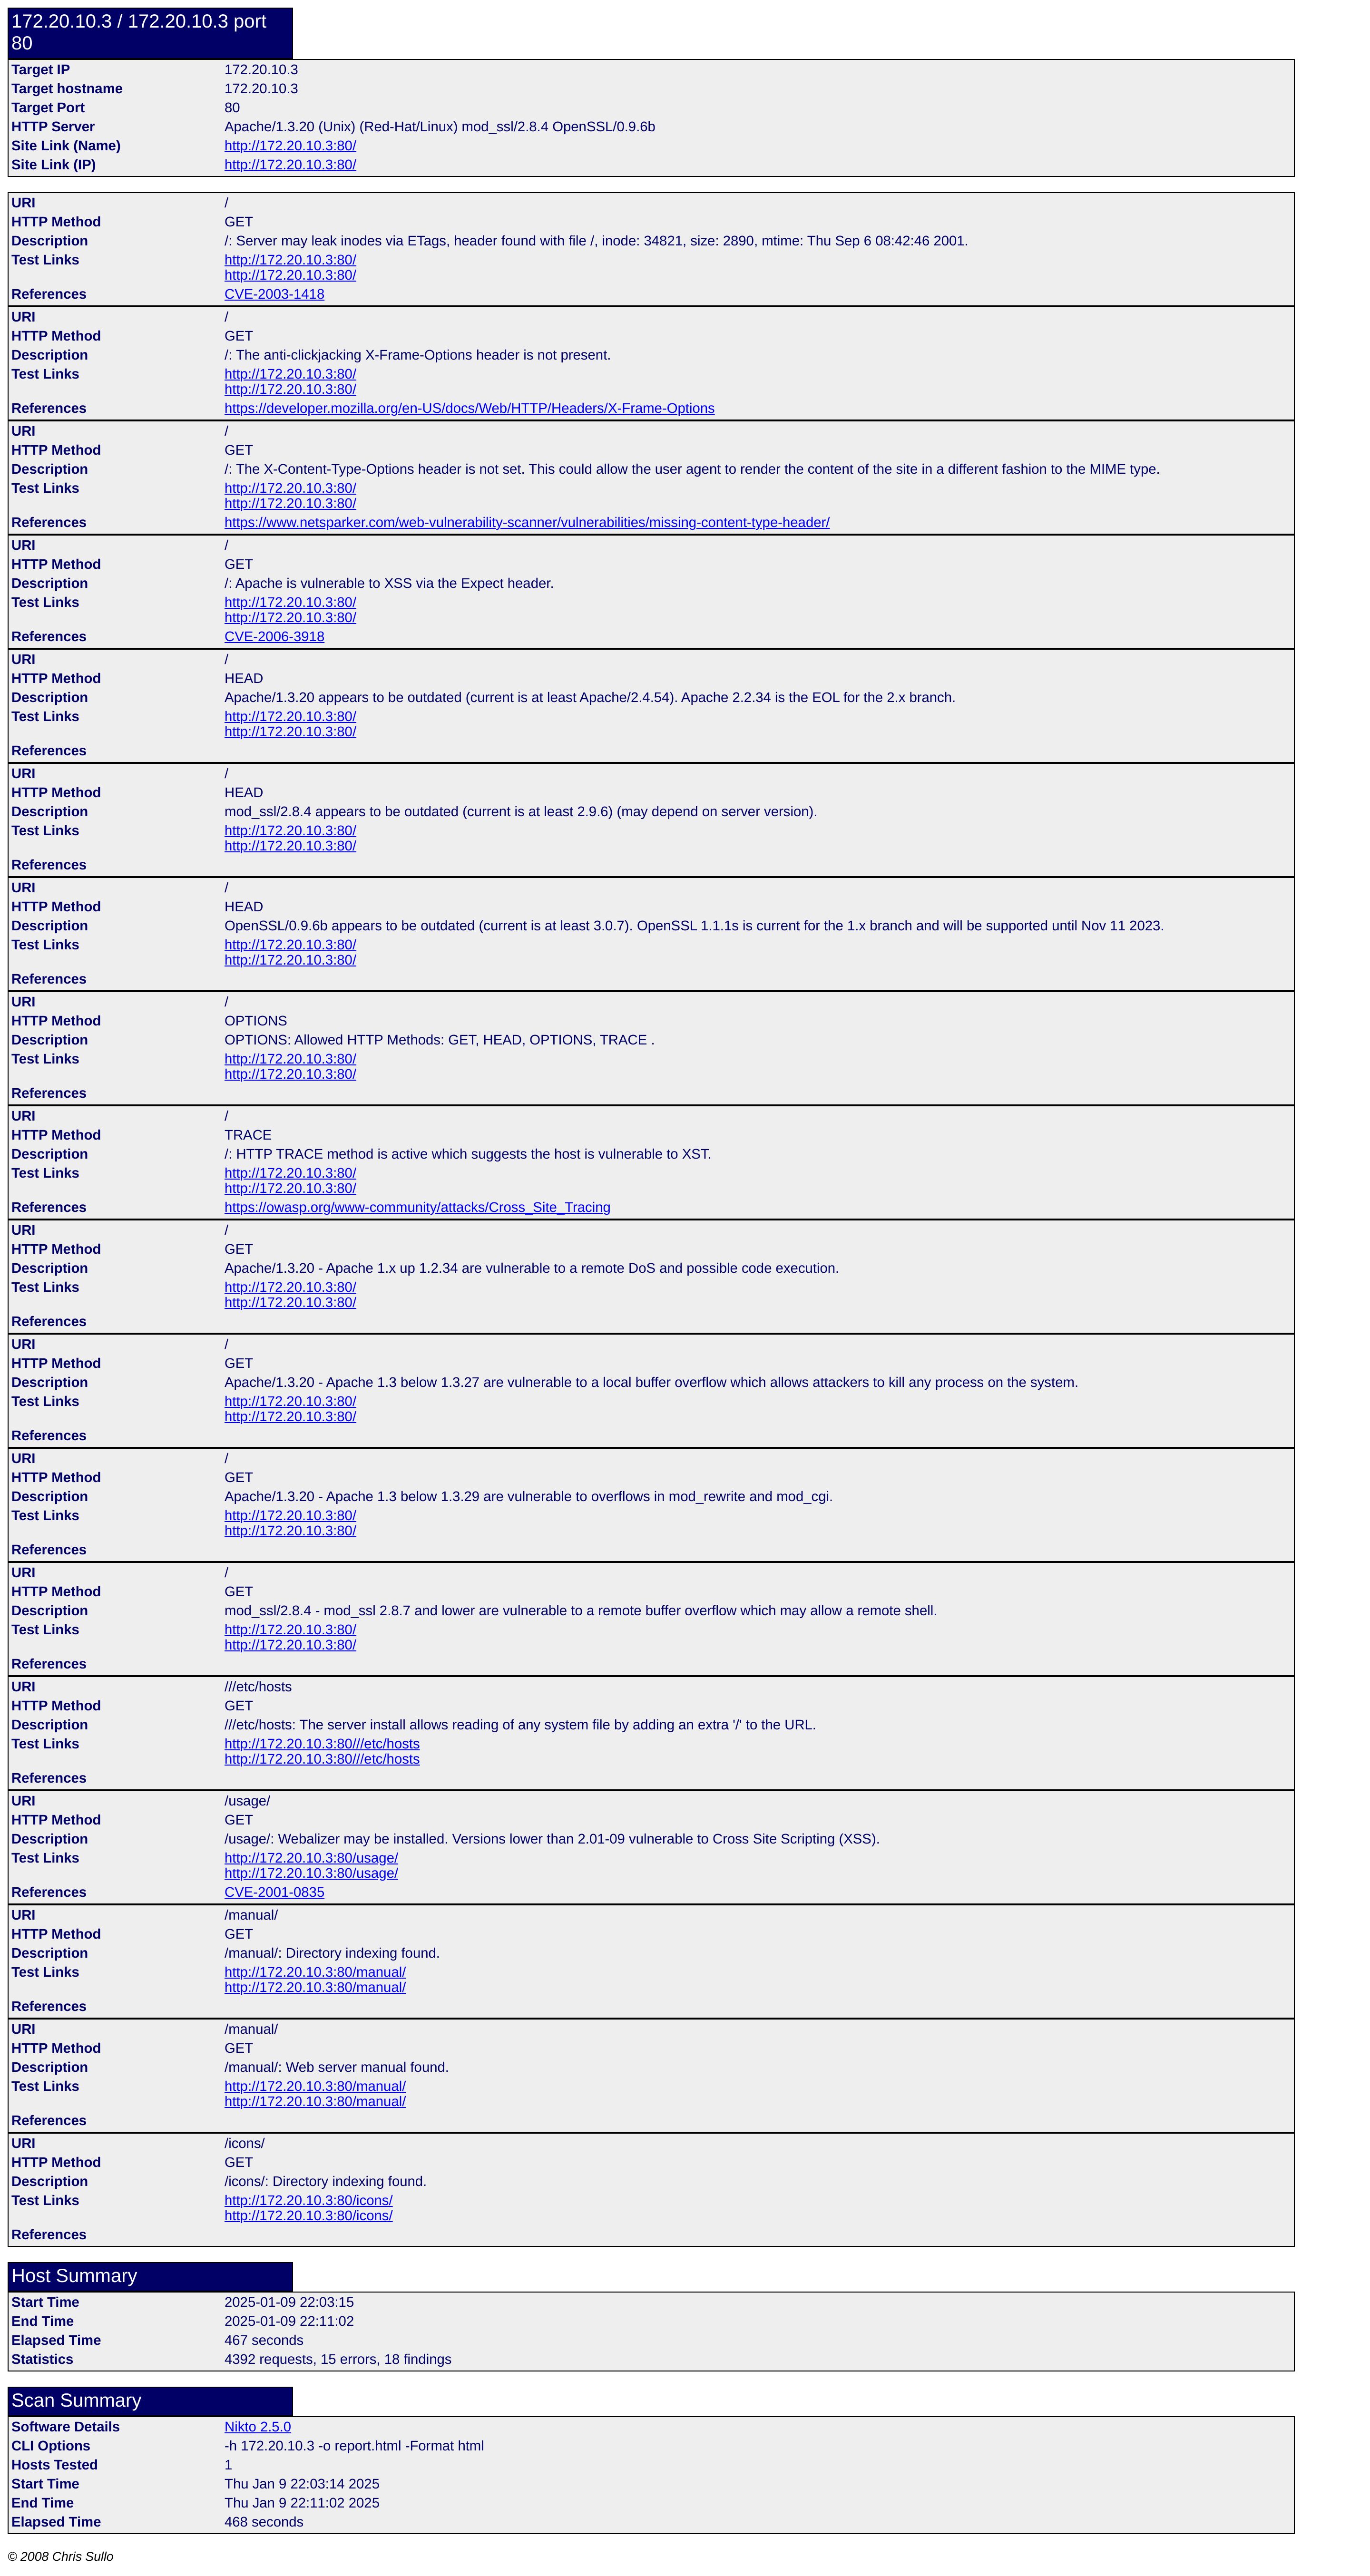 172.20.10.3 / 172.20.10.3 port
80
Target IP 172.20.10.3
Target hostname 172.20.10.3
Target Port 80
HTTP Server Apache/1.3.20 (Unix) (Red-Hat/Linux) mod_ssl/2.8.4 OpenSSL/0.9.6b
Site Link (Name) http://172.20.10.3:80/
Site Link (IP) http://172.20.10.3:80/
URI /
HTTP Method GET
Description /: Server may leak inodes via ETags, header found with file /, inode: 34821, size: 2890, mtime: Thu Sep 6 08:42:46 2001.
Test Links http://172.20.10.3:80/
http://172.20.10.3:80/
References CVE-2003-1418
URI /
HTTP Method GET
Description /: The anti-clickjacking X-Frame-Options header is not present.
Test Links http://172.20.10.3:80/
http://172.20.10.3:80/
References https://developer.mozilla.org/en-US/docs/Web/HTTP/Headers/X-Frame-Options
URI /
HTTP Method GET
Description /: The X-Content-Type-Options header is not set. This could allow the user agent to render the content of the site in a different fashion to the MIME type.
Test Links http://172.20.10.3:80/
http://172.20.10.3:80/
References https://www.netsparker.com/web-vulnerability-scanner/vulnerabilities/missing-content-type-header/
URI /
HTTP Method GET
Description /: Apache is vulnerable to XSS via the Expect header.
Test Links http://172.20.10.3:80/
http://172.20.10.3:80/
References CVE-2006-3918
URI /
HTTP Method HEAD
Description Apache/1.3.20 appears to be outdated (current is at least Apache/2.4.54). Apache 2.2.34 is the EOL for the 2.x branch.
Test Links http://172.20.10.3:80/
http://172.20.10.3:80/
References
URI /
HTTP Method HEAD
Description mod_ssl/2.8.4 appears to be outdated (current is at least 2.9.6) (may depend on server version).
Test Links http://172.20.10.3:80/
http://172.20.10.3:80/
References
URI /
HTTP Method HEAD
Description OpenSSL/0.9.6b appears to be outdated (current is at least 3.0.7). OpenSSL 1.1.1s is current for the 1.x branch and will be supported until Nov 11 2023.
Test Links http://172.20.10.3:80/
http://172.20.10.3:80/
References
URI /
HTTP Method OPTIONS
Description OPTIONS: Allowed HTTP Methods: GET, HEAD, OPTIONS, TRACE .
Test Links http://172.20.10.3:80/
http://172.20.10.3:80/
References
URI /
HTTP Method TRACE
Description /: HTTP TRACE method is active which suggests the host is vulnerable to XST.
Test Links http://172.20.10.3:80/
http://172.20.10.3:80/
References https://owasp.org/www-community/attacks/Cross_Site_Tracing
URI /
HTTP Method GET
Description Apache/1.3.20 - Apache 1.x up 1.2.34 are vulnerable to a remote DoS and possible code execution.
Test Links http://172.20.10.3:80/
http://172.20.10.3:80/
References
URI /
HTTP Method GET
Description Apache/1.3.20 - Apache 1.3 below 1.3.27 are vulnerable to a local buffer overflow which allows attackers to kill any process on the system.
Test Links http://172.20.10.3:80/
http://172.20.10.3:80/
References
URI /
HTTP Method GET
Description Apache/1.3.20 - Apache 1.3 below 1.3.29 are vulnerable to overflows in mod_rewrite and mod_cgi.
Test Links http://172.20.10.3:80/
http://172.20.10.3:80/
References
URI /
HTTP Method GET
Description mod_ssl/2.8.4 - mod_ssl 2.8.7 and lower are vulnerable to a remote buffer overflow which may allow a remote shell.
Test Links http://172.20.10.3:80/
http://172.20.10.3:80/
References
URI ///etc/hosts
HTTP Method GET
Description ///etc/hosts: The server install allows reading of any system file by adding an extra '/' to the URL.
Test Links http://172.20.10.3:80///etc/hosts
http://172.20.10.3:80///etc/hosts
References
URI /usage/
HTTP Method GET
Description /usage/: Webalizer may be installed. Versions lower than 2.01-09 vulnerable to Cross Site Scripting (XSS).
Test Links http://172.20.10.3:80/usage/
http://172.20.10.3:80/usage/
References CVE-2001-0835
URI /manual/
HTTP Method GET
Description /manual/: Directory indexing found.
Test Links http://172.20.10.3:80/manual/
http://172.20.10.3:80/manual/
References
URI /manual/
HTTP Method GET
Description /manual/: Web server manual found.
Test Links http://172.20.10.3:80/manual/
http://172.20.10.3:80/manual/
References
URI /icons/
HTTP Method GET
Description /icons/: Directory indexing found.
Test Links http://172.20.10.3:80/icons/
http://172.20.10.3:80/icons/
References
Host Summary
Start Time 2025-01-09 22:03:15
End Time 2025-01-09 22:11:02
Elapsed Time 467 seconds
Statistics 4392 requests, 15 errors, 18 findings
Scan Summary
Software Details Nikto 2.5.0
CLI Options -h 172.20.10.3 -o report.html -Format html
Hosts Tested 1
Start Time Thu Jan 9 22:03:14 2025
End Time Thu Jan 9 22:11:02 2025
Elapsed Time 468 seconds
© 2008 Chris Sullo